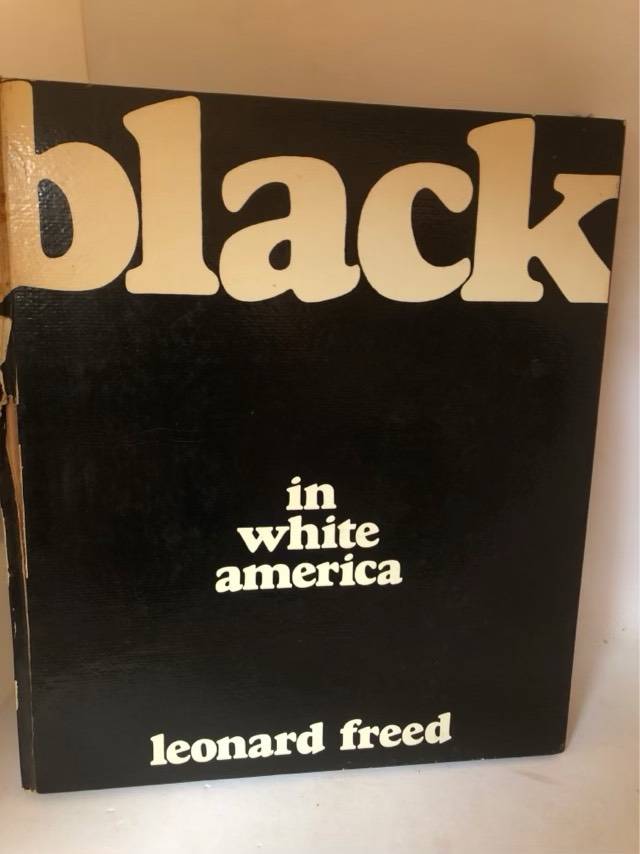 black
in
white
america
leonard freed